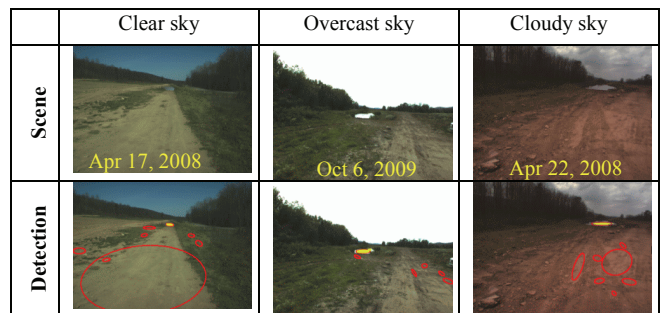 Clear sky
Overcast sky
Cloudy sky
Scene
Apr 17, 2008
Oct 6, 2009
Apr 22, 2008
Detection